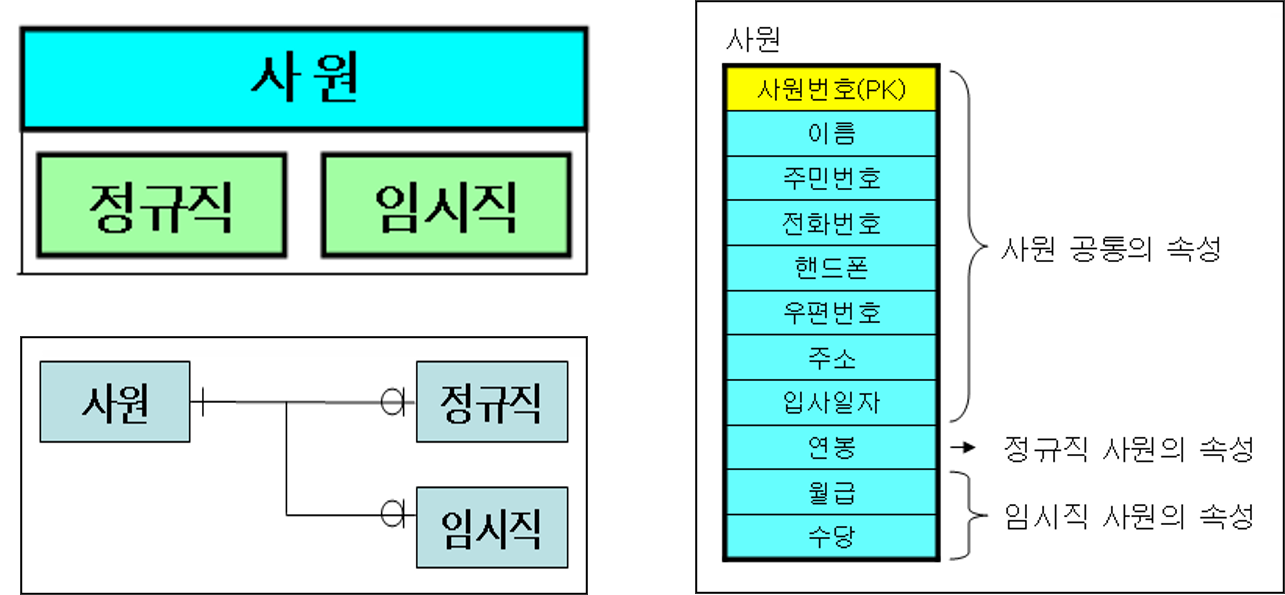 사 원
정규직 임시직
사원 정규직
임시직
사원
사원번호(PK)
이름
주민번호
전화번호
핸드폰
우편번호
주소
입사일자
연봉
월급
수당
사원 공통의 속성
정규직 사원의 속성
임시직 사원의 속성